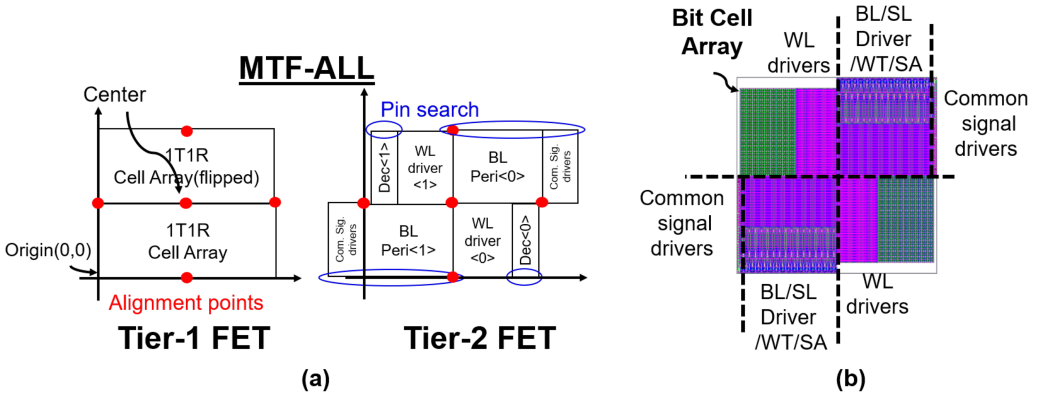 MTF-ALL
Center
Pin search
1T1R
Cell Array(flipped)
1T1R
Cell Array
Origin(0,0)
Alignment points
Tier-1 FET
Dec<1>
WL
driver
<1>
BL
Peri<0>
Com. Sig.
drivers
Com. Sig.
drivers
BL
Peri<1>
WL
driver
<0>
Dec<0>
Tier-2 FET
(a)
Bit Cell
Array
WL
drivers
BL/SL
Driver
/WT/SA
Common
signal
drivers
Common
signal
drivers
BL/SL
Driver
/WT/SA
WL
drivers
(b)